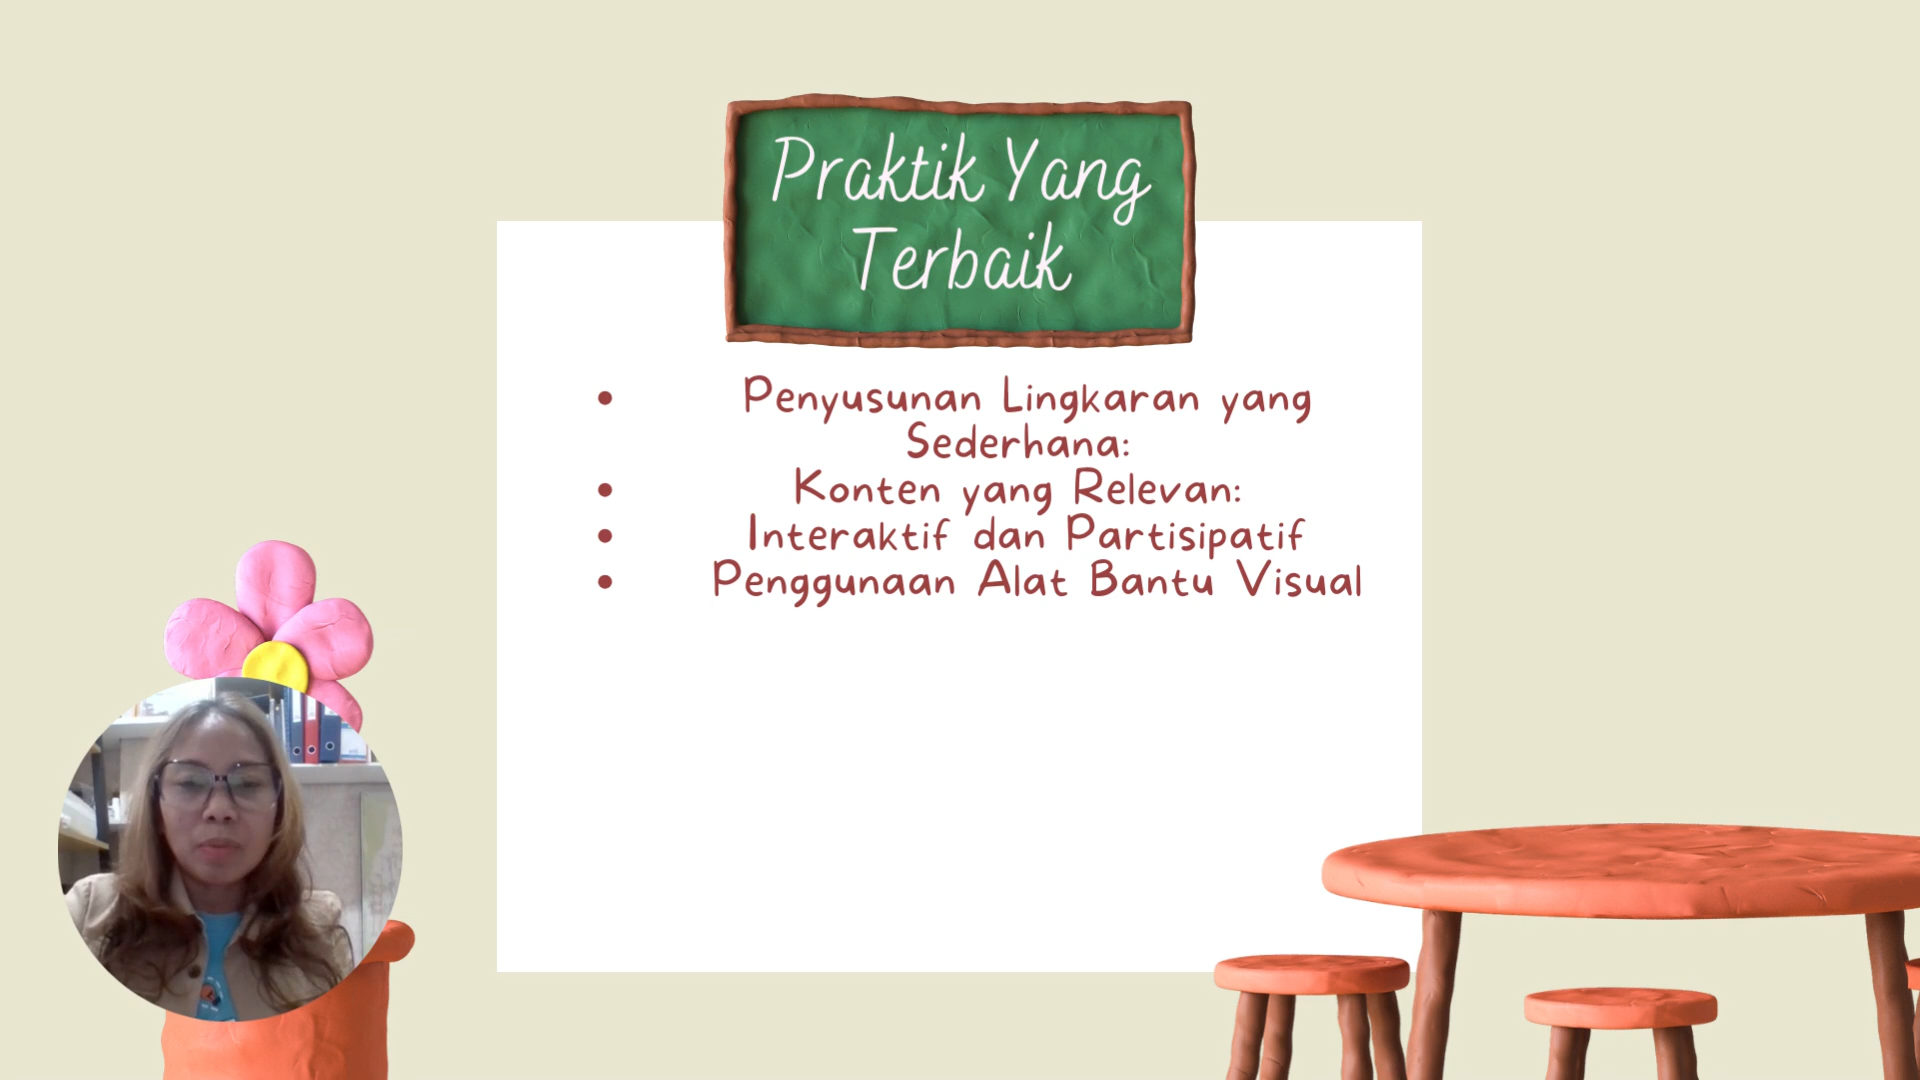 Praktik Yang
Terbaik
• Penyusunan Lingkaran yang
Sederhana:
• Konten yang Relevan:
• Interaktif dan Partisipatif
• Penggunaan Alat Bantu Visual